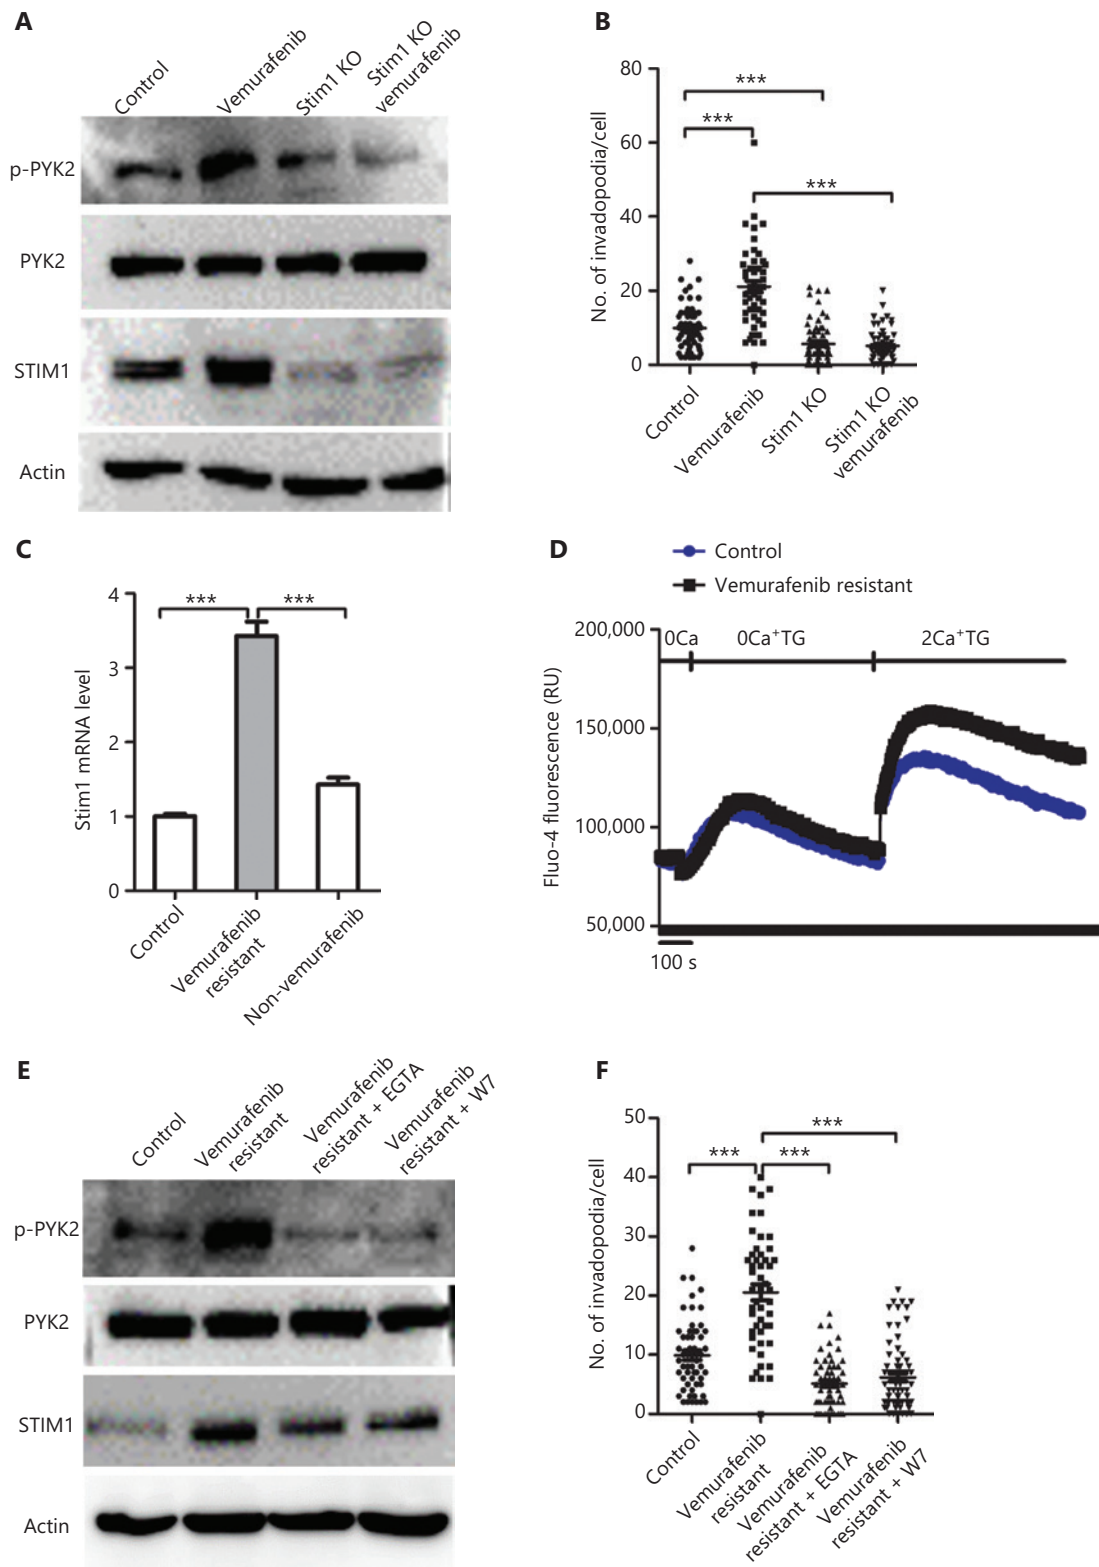 A
Control
Vemurafenib
Stim1 KO
Stim1 KO
vemurafenib
p-PYK2
PYK2
STIM1
Actin
B
No. of invadopodia/cell
80
60
40
20
0
***
***
***
Control
Vemurafenib
Stim1 KO
Stim1 KO
vemurafenib
C
Stim1 mRNA level
4
3
2
1
0
***
***
Control
Vemurafenib
resistant
Non-vemurafenib
D
Control
Vemurafenib resistant
Fluo-4 fluorescence (RU)
200,000
150,000
100,000
50,000
0Ca
0Ca⁺TG
2Ca⁺TG
100 s
E
Control
Vemurafenib
resistant
Vemurafenib
resistant + EGTA
Vemurafenib
resistant + W7
p-PYK2
PYK2
STIM1
Actin
F
No. of invadopodia/cell
50
40
30
20
10
0
***
***
***
Control
Vemurafenib
resistant
Vemurafenib
resistant + EGTA
Vemurafenib
resistant + W7